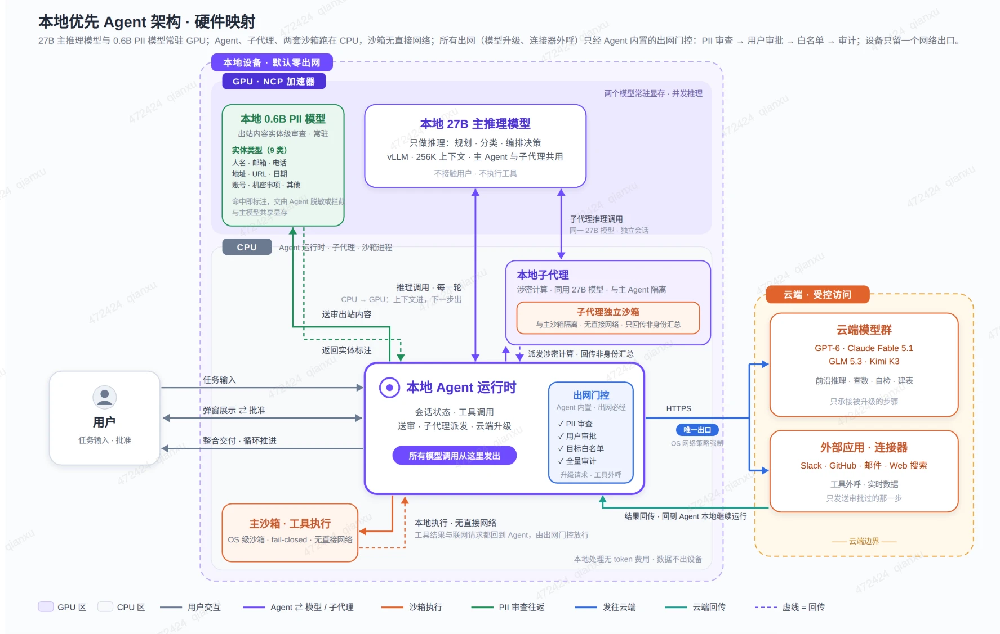 本地优先 Agent 架构 · 硬件映射
27B 主推理模型与 0.6B PII 模型常驻 GPU；Agent、子代理、两套沙箱跑在 CPU，沙箱无直接网络；所有出网（模型升级、连接器外呼）只经 Agent 内置的出网门控：PII 审查 → 用户审批 → 白名单 → 审计；设备只留一个网络出口。
本地设备 · 默认零出网
GPU · NCP 加速器
两个模型常驻显存 · 并发推理
本地 0.6B PII 模型
出站内容实体级审查 · 常驻
实体类型（9 类）
人名 · 邮箱 · 电话
地址 · URL · 日期
账号 · 机密事项 · 其他
命中即标注，交由 Agent 脱敏或拦截
与主模型共享显存
本地 27B 主推理模型
只做推理：规划 · 分类 · 编排决策
vLLM · 256K 上下文 · 主 Agent 与子代理共用
不接触用户 · 不执行工具
子代理推理调用
同一 27B 模型 · 独立会话
CPU
Agent 运行时 · 子代理 · 沙箱进程
推理调用 · 每一轮
CPU → GPU：上下文进，下一步出
送审出站内容
返回实体标注
本地子代理
涉密计算 · 同用 27B 模型 · 与主 Agent 隔离
子代理独立沙箱
与主沙箱隔离 · 无直接网络 · 只回传非身份汇总
派发涉密计算 · 回传非身份汇总
用户
任务输入 · 批准
任务输入
弹窗展示 ⇄ 批准
整合交付 · 循环推进
本地 Agent 运行时
会话状态 · 工具调用
送审 · 子代理派发 · 云端升级
所有模型调用从这里发出
出网门控
Agent 内置 · 出网必经
✓ PII 审查
✓ 用户审批
✓ 目标白名单
✓ 全量审计
升级请求 · 工具外呼
HTTPS
唯一出口
OS 网络策略强制
云端 · 受控访问
云端模型群
GPT-6 · Claude Fable 5.1
GLM 5.3 · Kimi K3
前沿推理 · 查数 · 自检 · 建表
只承接被升级的步骤
外部应用 · 连接器
Slack · GitHub · 邮件 · Web 搜索
工具外呼 · 实时数据
只发送审批过的那一步
云端边界
结果回传 · 回到 Agent 本地继续运行
主沙箱 · 工具执行
OS 级沙箱 · fail-closed · 无直接网络
本地执行 · 无直接网络
工具结果与联网请求都回到 Agent，由出网门控放行
本地处理无 token 费用 · 数据不出设备
GPU 区
CPU 区
用户交互
Agent ⇄ 模型 / 子代理
沙箱执行
PII 审查往返
发往云端
云端回传
虚线 = 回传
472424 qianxu